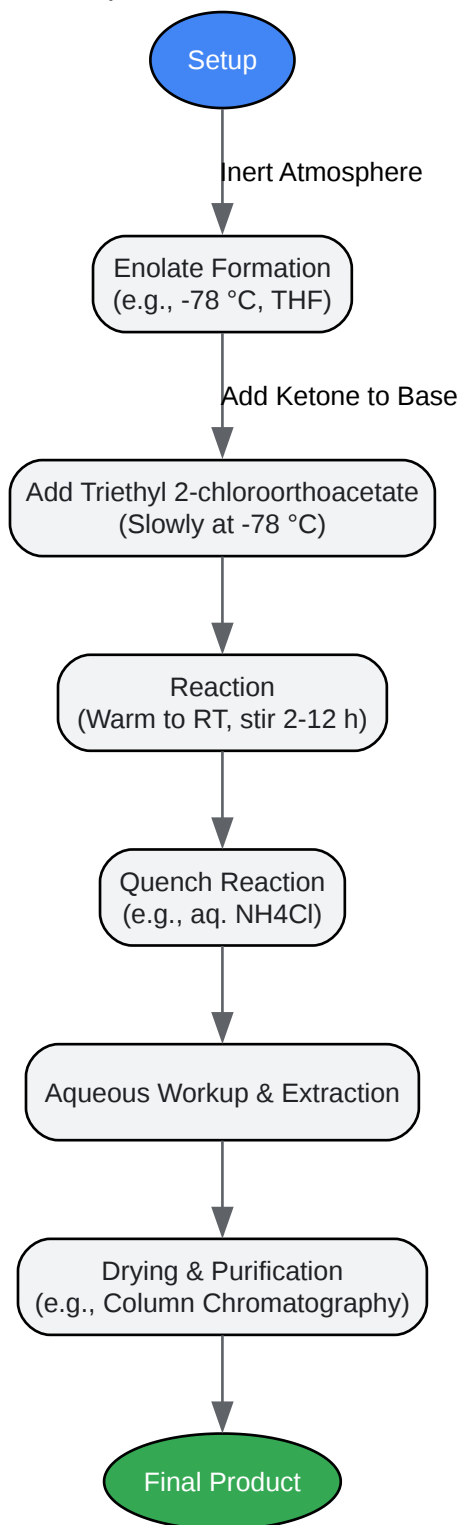 Setup
Inert Atmosphere
Enolate Formation
(e.g., -78 °C, THF)
Add Ketone to Base
Add Triethyl 2-chloroorthoacetate
(Slowly at -78 °C)
Reaction
(Warm to RT, stir 2-12 h)
Quench Reaction
(e.g., aq. NH4Cl)
Aqueous Workup & Extraction
Drying & Purification
(e.g., Column Chromatography)
Final Product